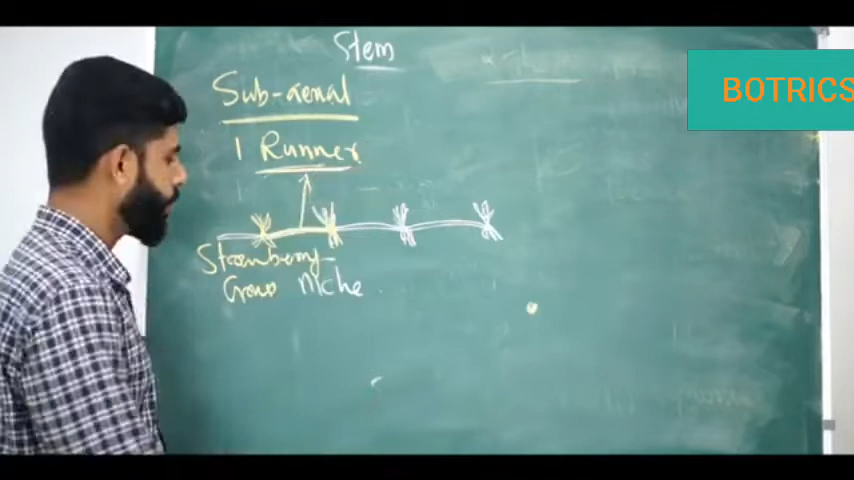 Stem
Sub-aerial
1 Runner
Strawberry
Grass Niche
BOTRICS